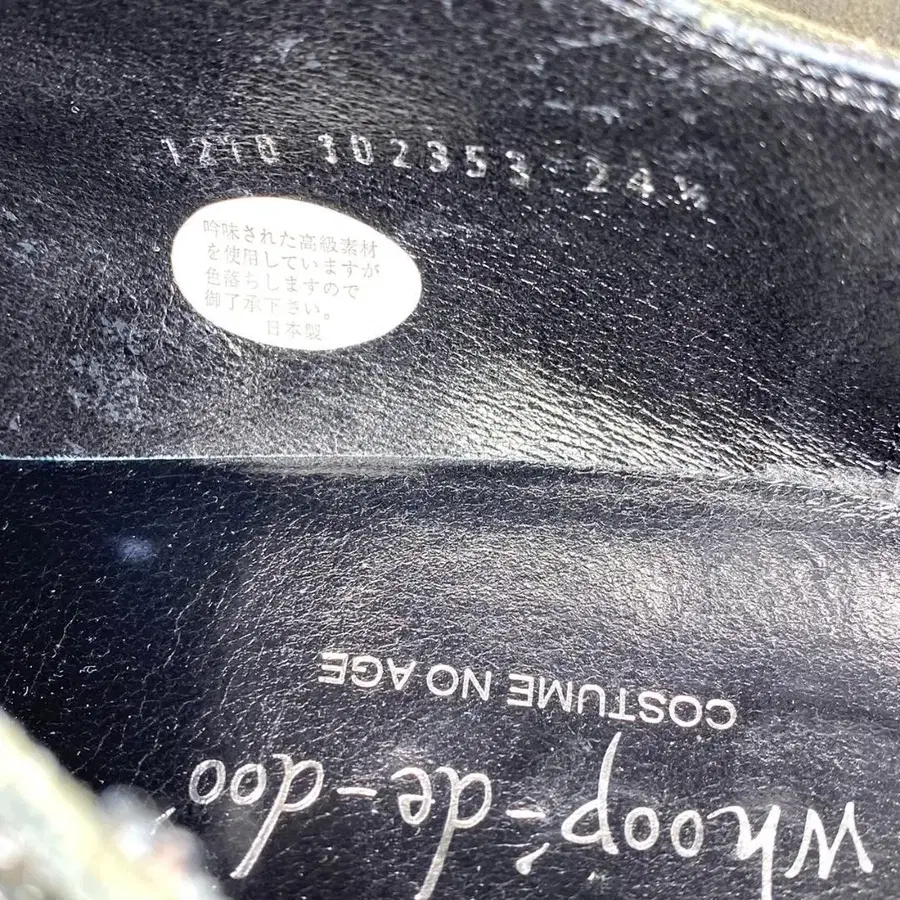 1210 102353 24½
吟味された高級素材
を使用していますが
色落ちしますので
御了承下さい。
日本製
COSTUME NO AGE
whoop'-de-doo'